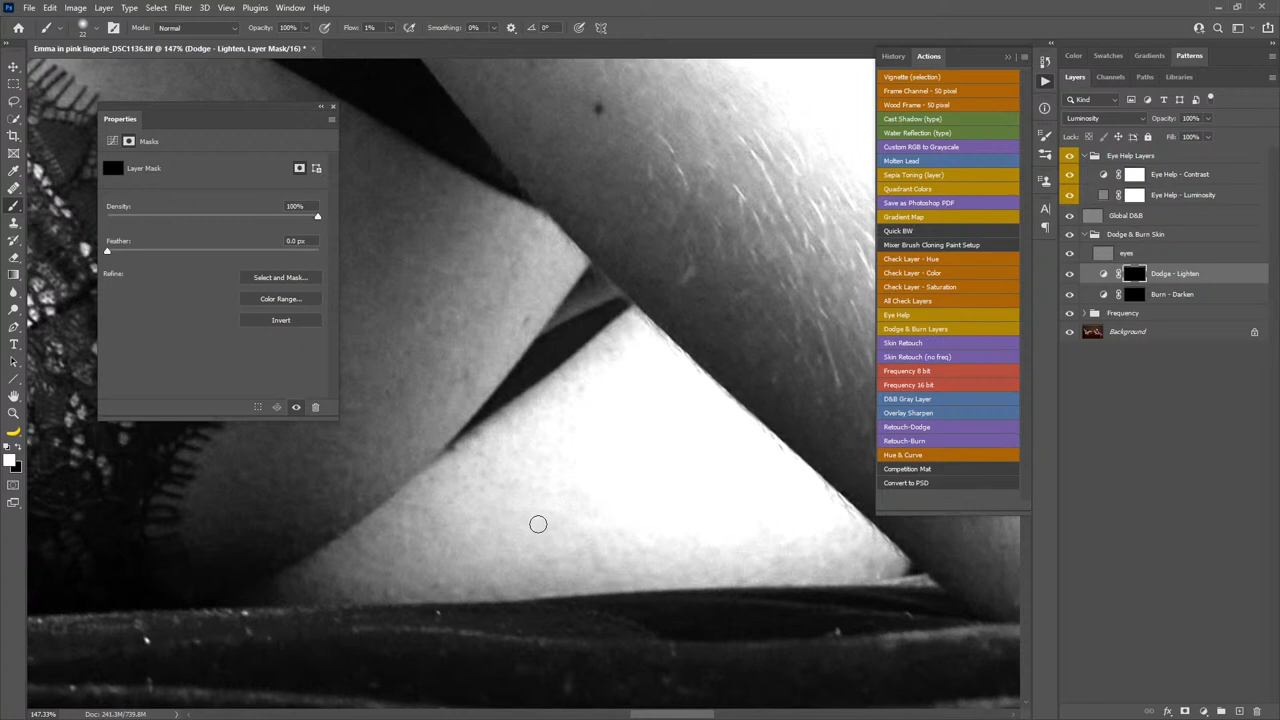 File Edit Image Layer Type Select Filter 3D View Plugins Window Help
22 Mode: Normal Opacity: 100% Flow: 1% Smoothing: 0% 0°
Emma in pink lingerie_DSC1136.tif @ 147% (Dodge - Lighten, Layer Mask/16) *
Properties
Masks
Layer Mask
Density: 100%
Feather: 0.0 px
Refine:
Select and Mask...
Color Range...
Invert
History Actions
Vignette (selection)
Frame Channel - 50 pixel
Wood Frame - 50 pixel
Cast Shadow (type)
Water Reflection (type)
Custom RGB to Grayscale
Molten Lead
Sepia Toning (layer)
Quadrant Colors
Save as Photoshop PDF
Gradient Map
Quick BW
Mixer Brush Cloning Paint Setup
Check Layer - Hue
Check Layer - Color
Check Layer - Saturation
All Check Layers
Eye Help
Dodge & Burn Layers
Skin Retouch
Skin Retouch (no freq)
Frequency 8 bit
Frequency 16 bit
D&B Gray Layer
Overlay Sharpen
Retouch-Dodge
Retouch-Burn
Hue & Curve
Competition Mat
Convert to PSD
Color Swatches Gradients Patterns
Layers Channels Paths Libraries
Kind
Luminosity Opacity: 100%
Lock: Fill: 100%
Eye Help Layers
Eye Help - Contrast
Eye Help - Luminosity
Global D&B
Dodge & Burn Skin
eyes
Dodge - Lighten
Burn - Darken
Frequency
Background
147.33% Doc: 241.3M/739.8M